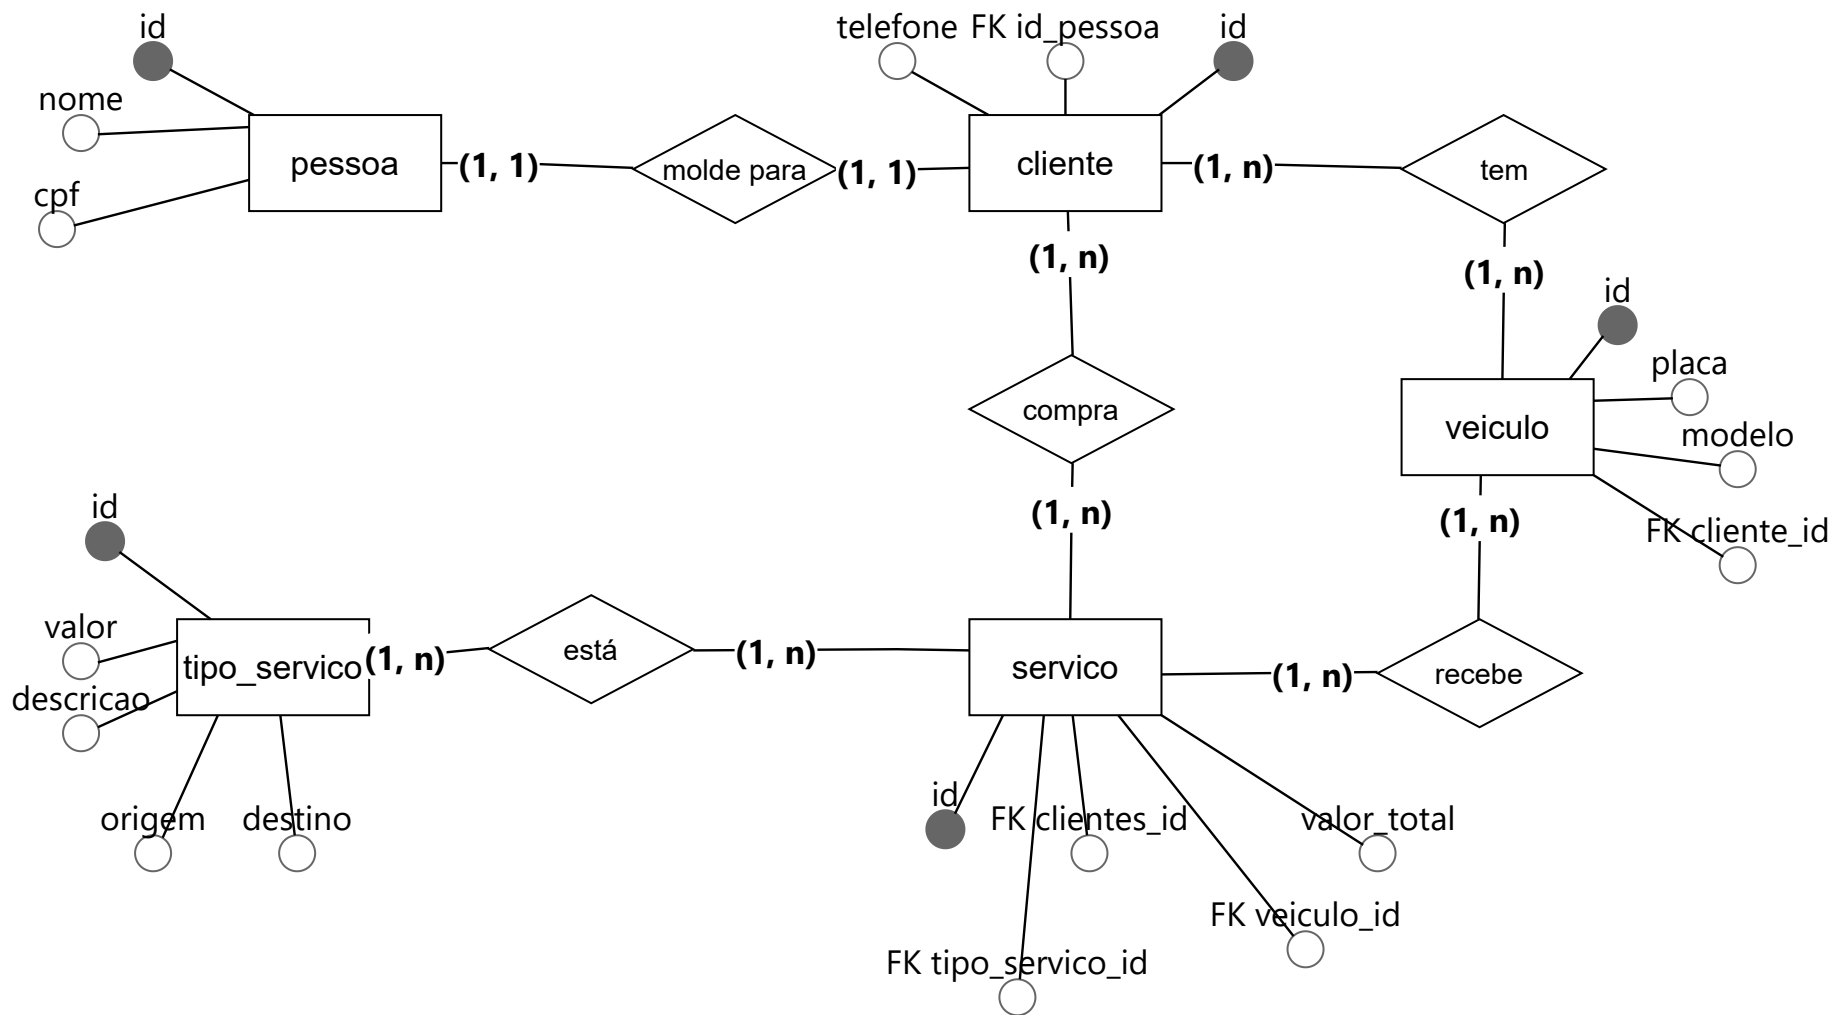 id
telefone
FK id_pessoa
id
nome
pessoa
(1, 1)
molde para
(1, 1)
cliente
(1, n)
tem
cpf
(1, n)
(1, n)
id
placa
compra
veiculo
modelo
id
(1, n)
(1, n)
FK cliente_id
valor
tipo_servico
(1, n)
está
(1, n)
servico
(1, n)
recebe
descricao
origem
destino
id
FK clientes_id
valor_total
FK veiculo_id
FK tipo_servico_id